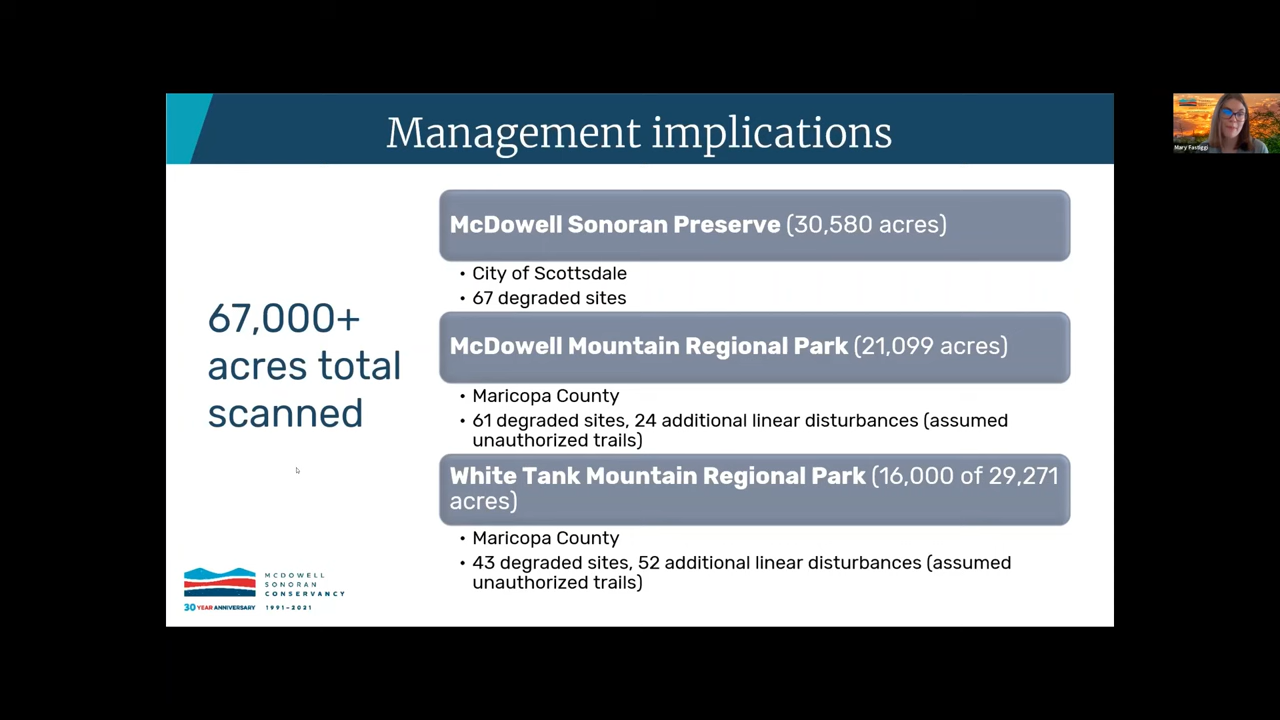 Management implications
McDowell Sonoran Preserve (30,580 acres)
• City of Scottsdale
• 67 degraded sites
67,000+
acres total
scanned
McDowell Mountain Regional Park (21,099 acres)
• Maricopa County
• 61 degraded sites, 24 additional linear disturbances (assumed
unauthorized trails)
White Tank Mountain Regional Park (16,000 of 29,271
acres)
• Maricopa County
• 43 degraded sites, 52 additional linear disturbances (assumed
unauthorized trails)
MCDOWELL
SONORAN
CONSERVANCY
30 YEAR ANNIVERSARY 1991–2021
Mary Fastiggi